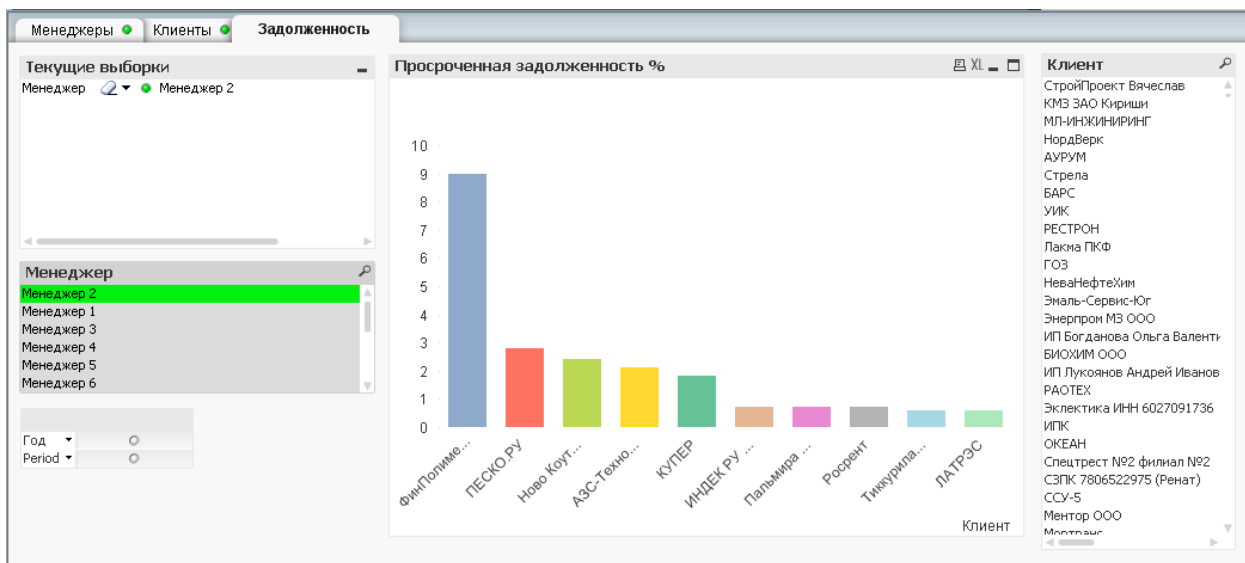 Менеджеры Клиенты Задолженность
Текущие выборки
Менеджер Менеджер 2
Менеджер
Менеджер 2
Менеджер 1
Менеджер 3
Менеджер 4
Менеджер 5
Менеджер 6
Год
Period
Просроченная задолженность % XL
10
9
8
7
6
5
4
3
2
1
0
ФинПолиме...
ПЕСКО.РУ
Ново Коут...
АЗС-Техно...
КУПЕР
ИНДЕК РУ ...
Пальмира ...
Росрент
Тиккурила...
ЛАТРЭС
Клиент
Клиент
СтройПроект Вячеслав
КМЗ ЗАО Кириши
МЛ-ИНЖИНИРИНГ
НордВерк
АУРУМ
Стрела
БАРС
УИК
РЕСТРОН
Лакма ПКФ
ГОЗ
НеваНефтеХим
Эмаль-Сервис-Юг
Энерпром МЗ ООО
ИП Богданова Ольга Валенти
БИОХИМ ООО
ИП Лукоянов Андрей Иванов
РАОТЕХ
Эклектика ИНН 6027091736
ИПК
ОКЕАН
Спецтрест №2 филиал №2
СЗПК 7806522975 (Ренат)
ССУ-5
Ментор ООО
Мортранс